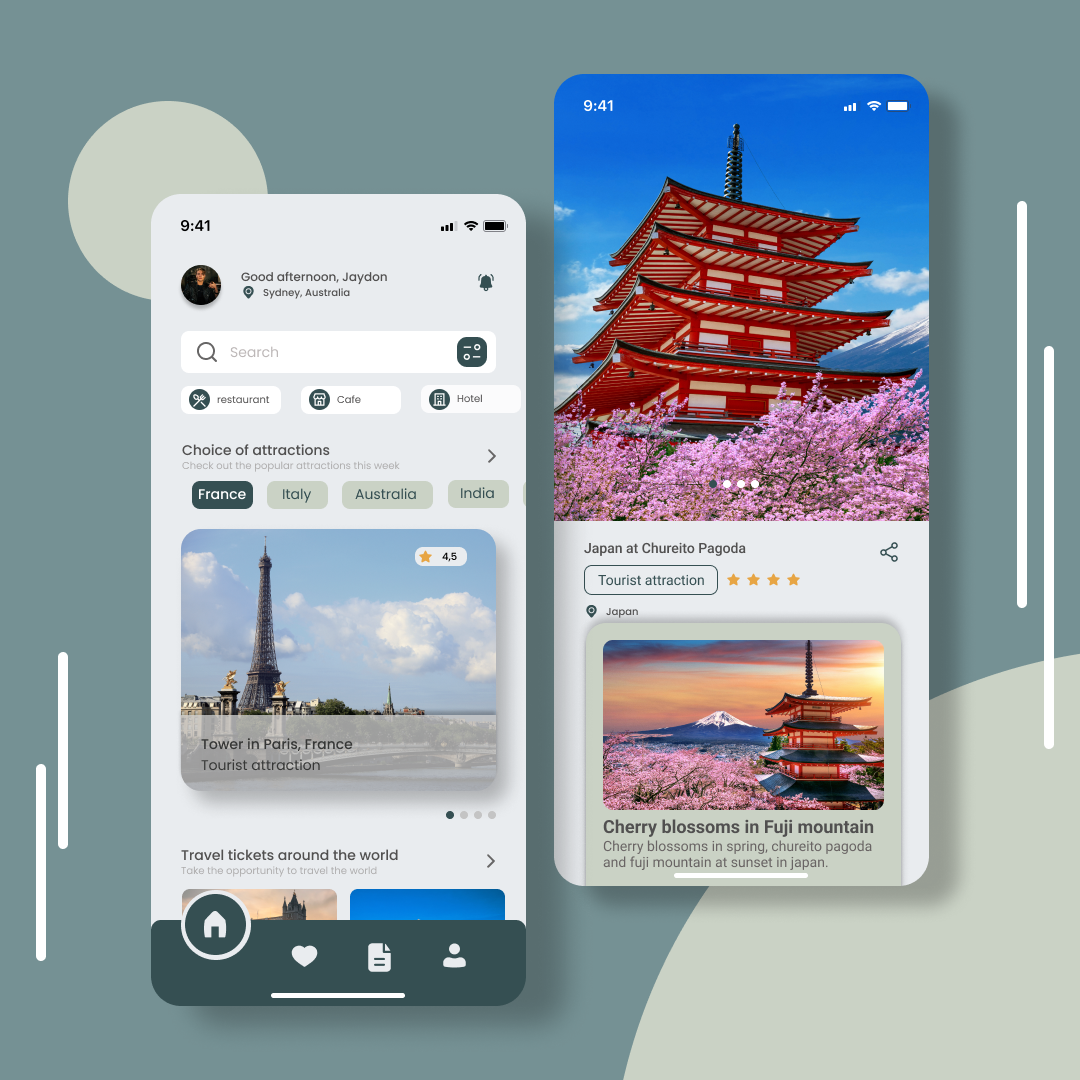 9:41
Good afternoon, Jaydon
Sydney, Australia
Search
restaurant
Cafe
Hotel
Choice of attractions
Check out the popular attractions this week
France
Italy
Australia
India
4,5
Tower in Paris, France
Tourist attraction
Travel tickets around the world
Take the opportunity to travel the world
9:41
Japan at Chureito Pagoda
Tourist attraction
Japan
Cherry blossoms in Fuji mountain
Cherry blossoms in spring, chureito pagoda
and fuji mountain at sunset in japan.